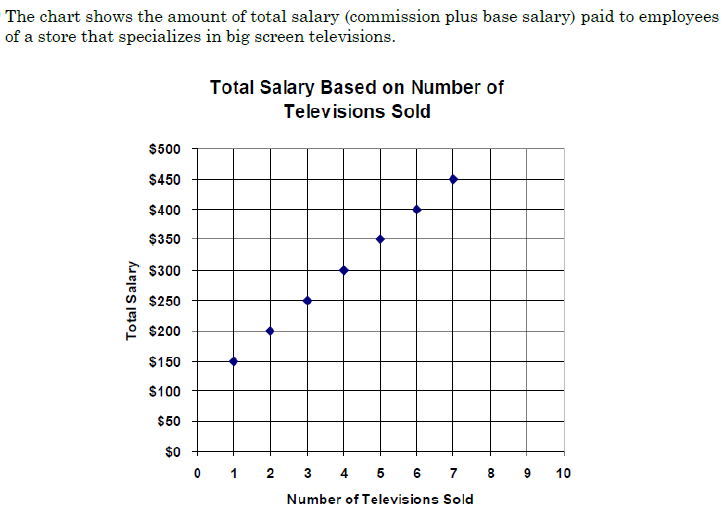 The chart shows the amount of total salary (commission plus base salary) paid to employees
of a store that specializes in big screen televisions.
Total Salary Based on Number of
Televisions Sold
$500
$450
$400
$350
$300
$250
$200
$150
$100
$50
$0
Total Salary
0 1 2 3 4 5 6 7 8 9 10
Number of Televisions Sold